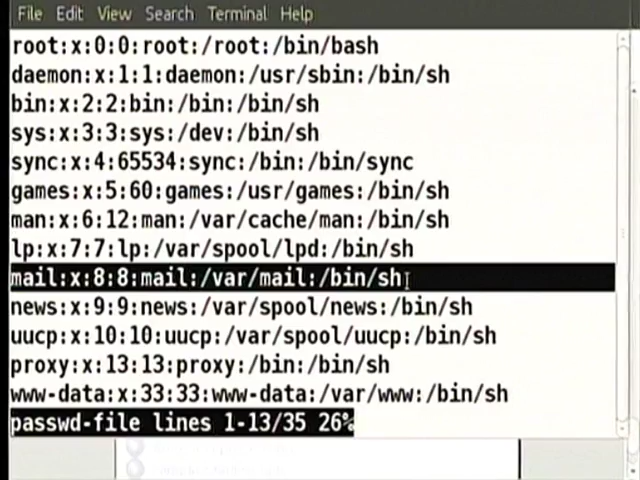 File Edit View Search Terminal Help
root:x:0:0:root:/root:/bin/bash
daemon:x:1:1:daemon:/usr/sbin:/bin/sh
bin:x:2:2:bin:/bin:/bin/sh
sys:x:3:3:sys:/dev:/bin/sh
sync:x:4:65534:sync:/bin:/bin/sync
games:x:5:60:games:/usr/games:/bin/sh
man:x:6:12:man:/var/cache/man:/bin/sh
lp:x:7:7:lp:/var/spool/lpd:/bin/sh
mail:x:8:8:mail:/var/mail:/bin/sh
news:x:9:9:news:/var/spool/news:/bin/sh
uucp:x:10:10:uucp:/var/spool/uucp:/bin/sh
proxy:x:13:13:proxy:/bin:/bin/sh
www-data:x:33:33:www-data:/var/www:/bin/sh
passwd-file lines 1-13/35 26%